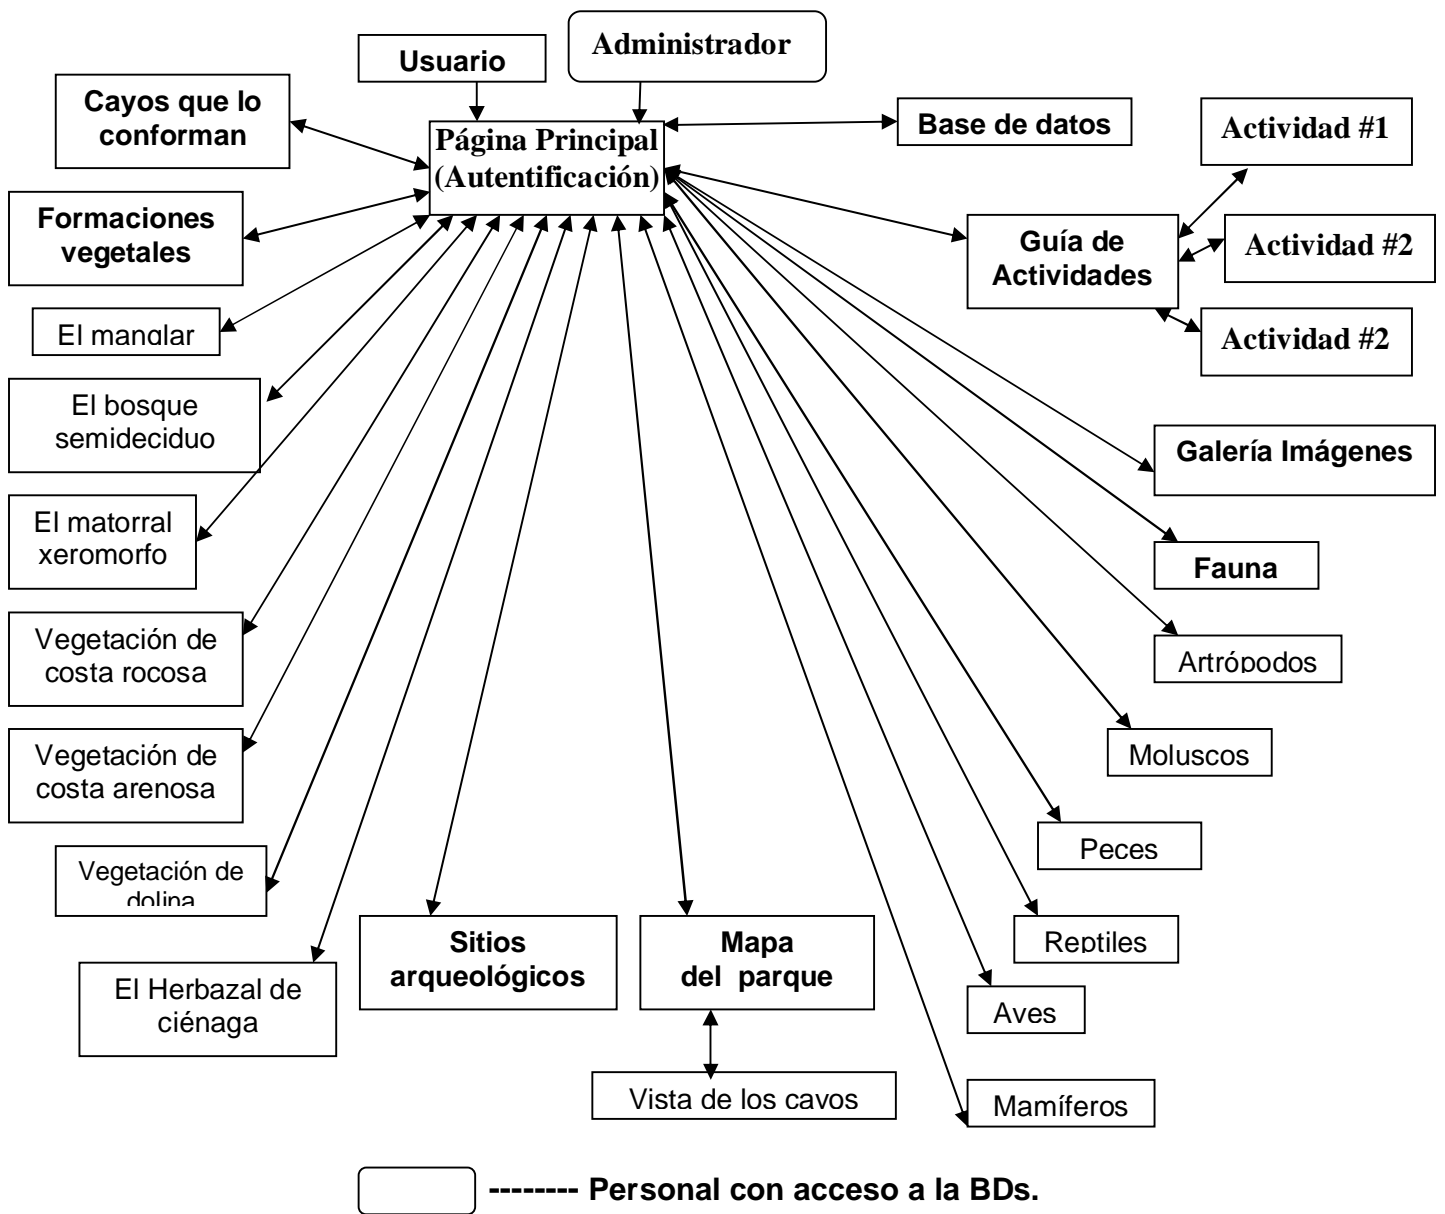 Usuario
Administrador
Cayos que lo
conforman
Página Principal
(Autentificación)
Base de datos
Actividad #1
Formaciones
vegetales
Guía de
Actividades
Actividad #2
Actividad #2
El manglar
El bosque
semideciduo
Galería Imágenes
El matorral
xeromorfo
Fauna
Vegetación de
costa rocosa
Artrópodos
Vegetación de
costa arenosa
Moluscos
Peces
Vegetación de
dolina
Sitios
arqueológicos
Mapa
del parque
Reptiles
El Herbazal de
ciénaga
Aves
Vista de los cayos
Mamíferos
-------- Personal con acceso a la BDs.